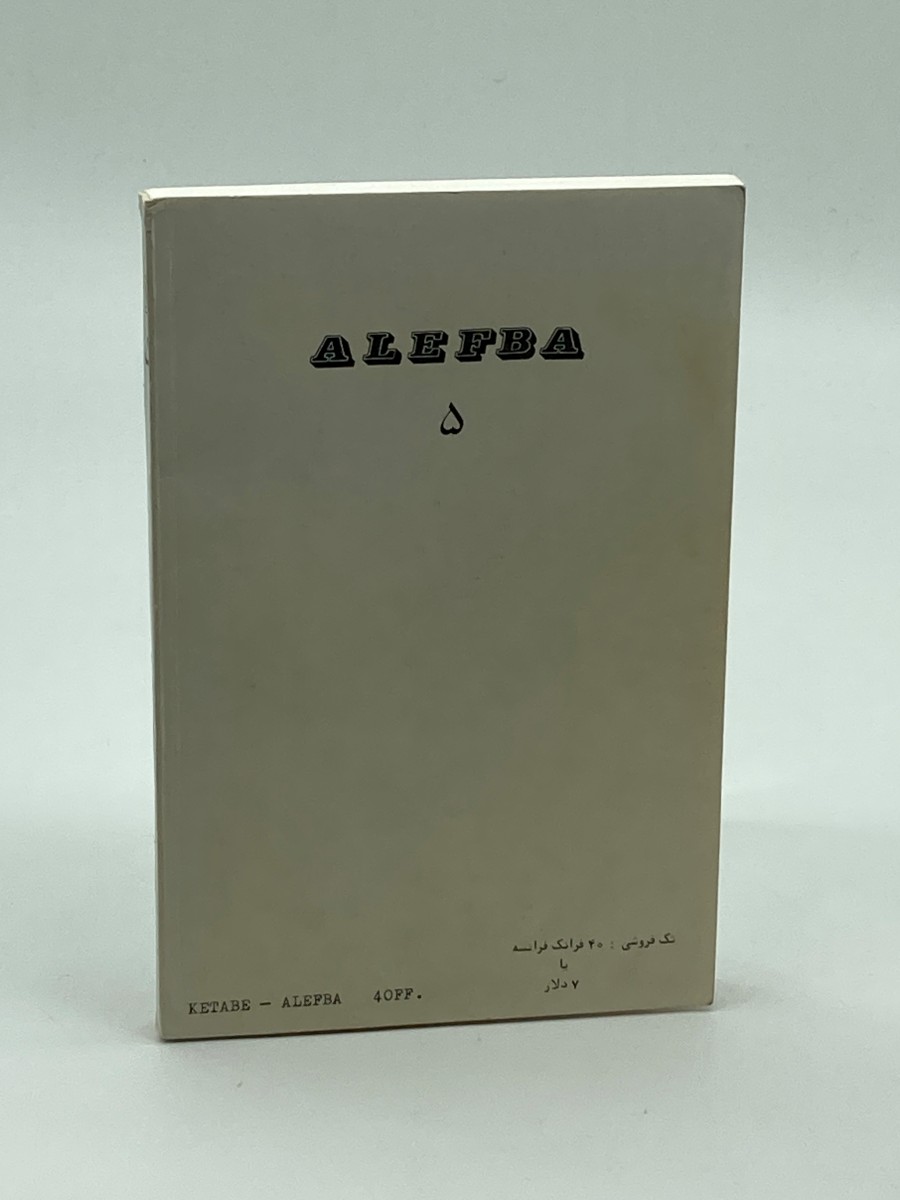 ALEFBA
۵
تک فروشی : ۴۰ فرانک فرانسه
یا
۷ دلار
KETABE - ALEFBA 40FF.